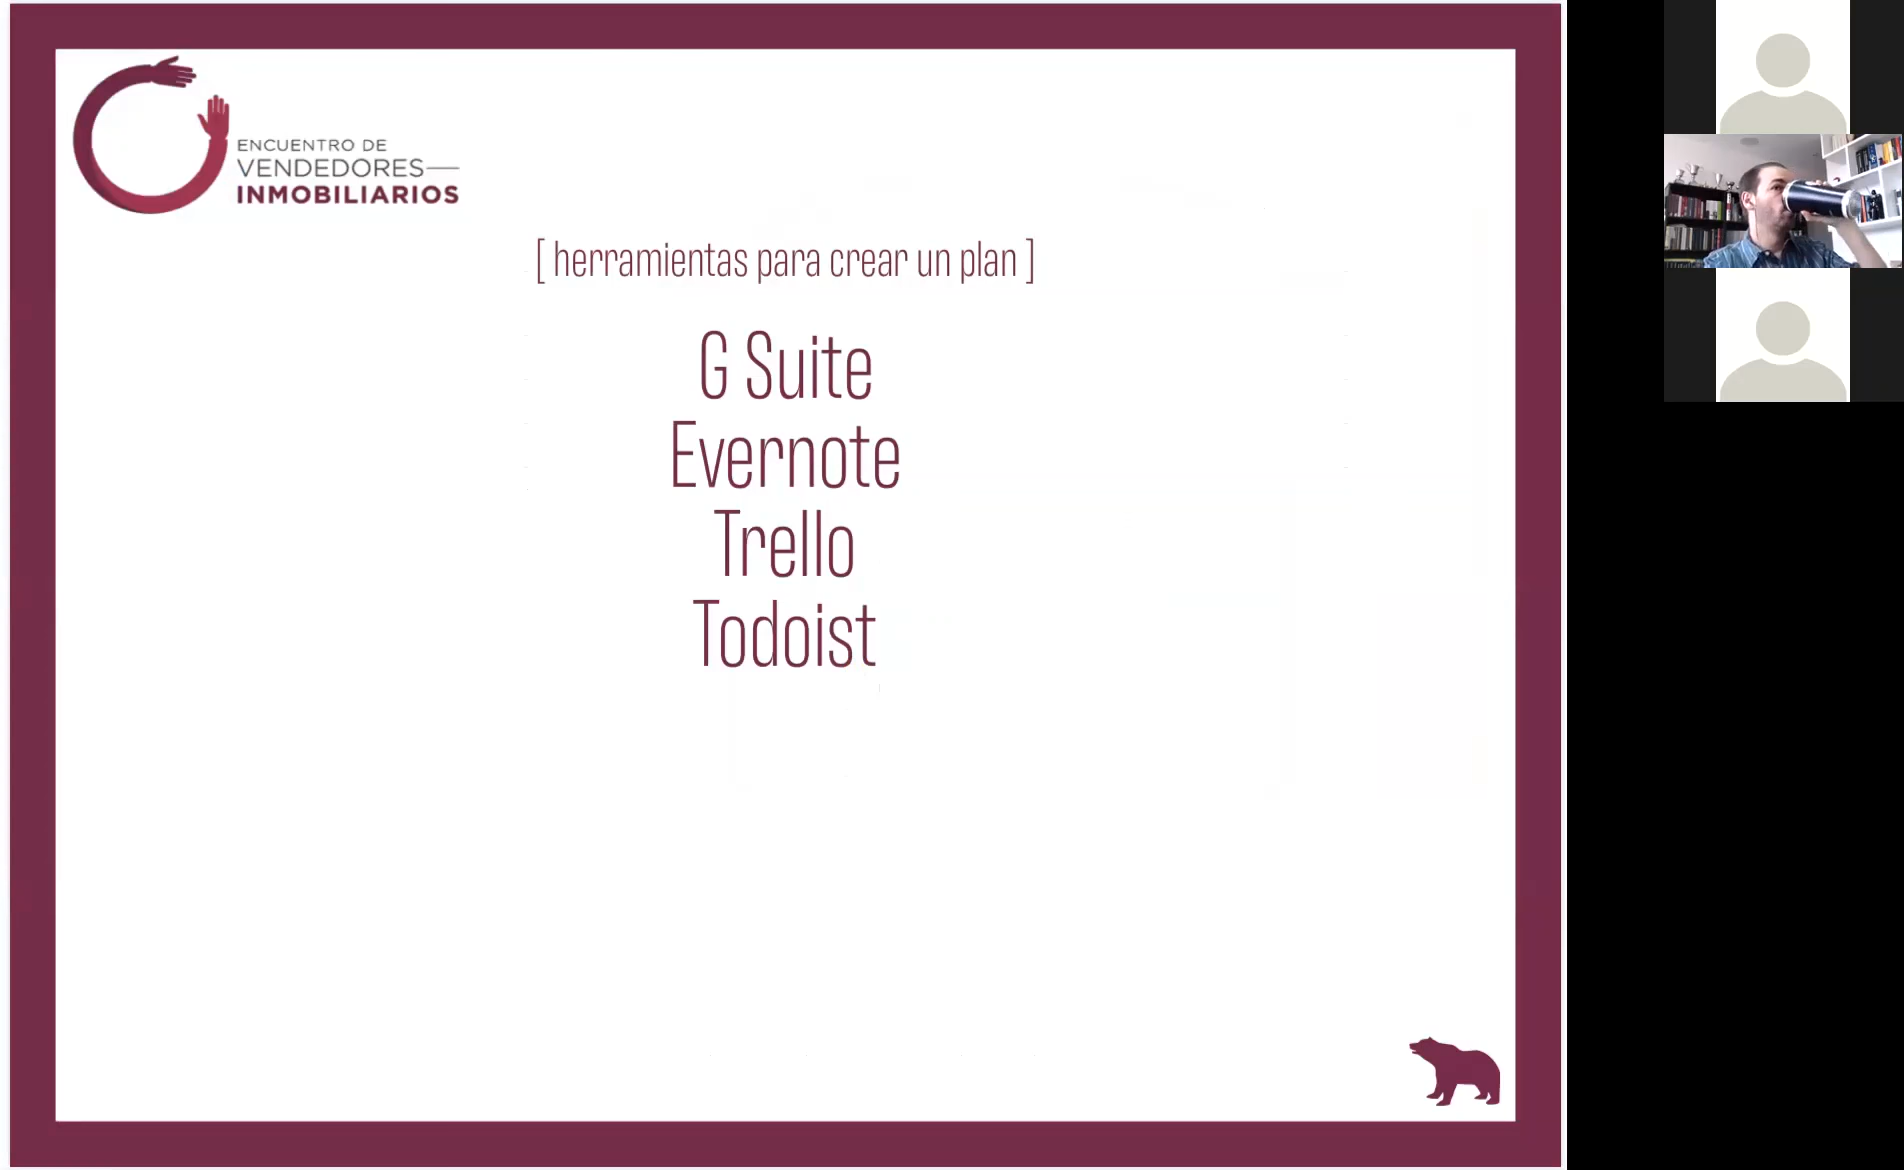 ENCUENTRO DE
VENDEDORES—
INMOBILIARIOS
[ herramientas para crear un plan ]
G Suite
Evernote
Trello
Todoist